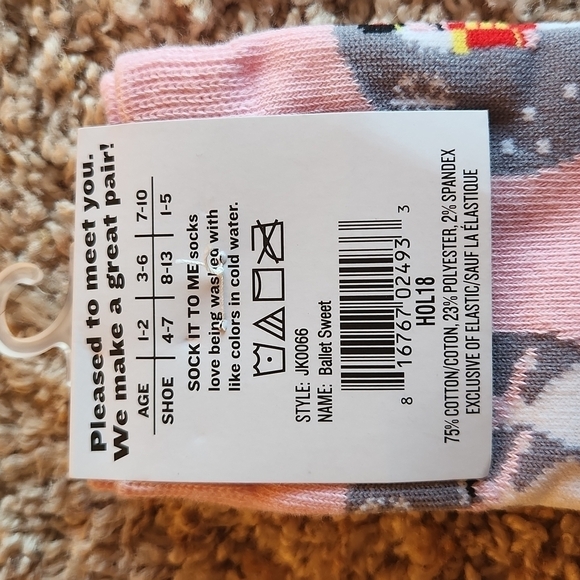 Pleased to meet you.
We make a great pair!
AGE 1-2 3-6 7-10
SHOE 4-7 8-13 1-5
SOCK IT TO ME socks
love being washed with
like colors in cold water.
STYLE: JK0066
NAME: Ballet Sweet
8 16767 02493 3
HOL18
75% COTTON/COTON, 23% POLYESTER, 2% SPANDEX
EXCLUSIVE OF ELASTIC/SAUF LA ÉLASTIQUE